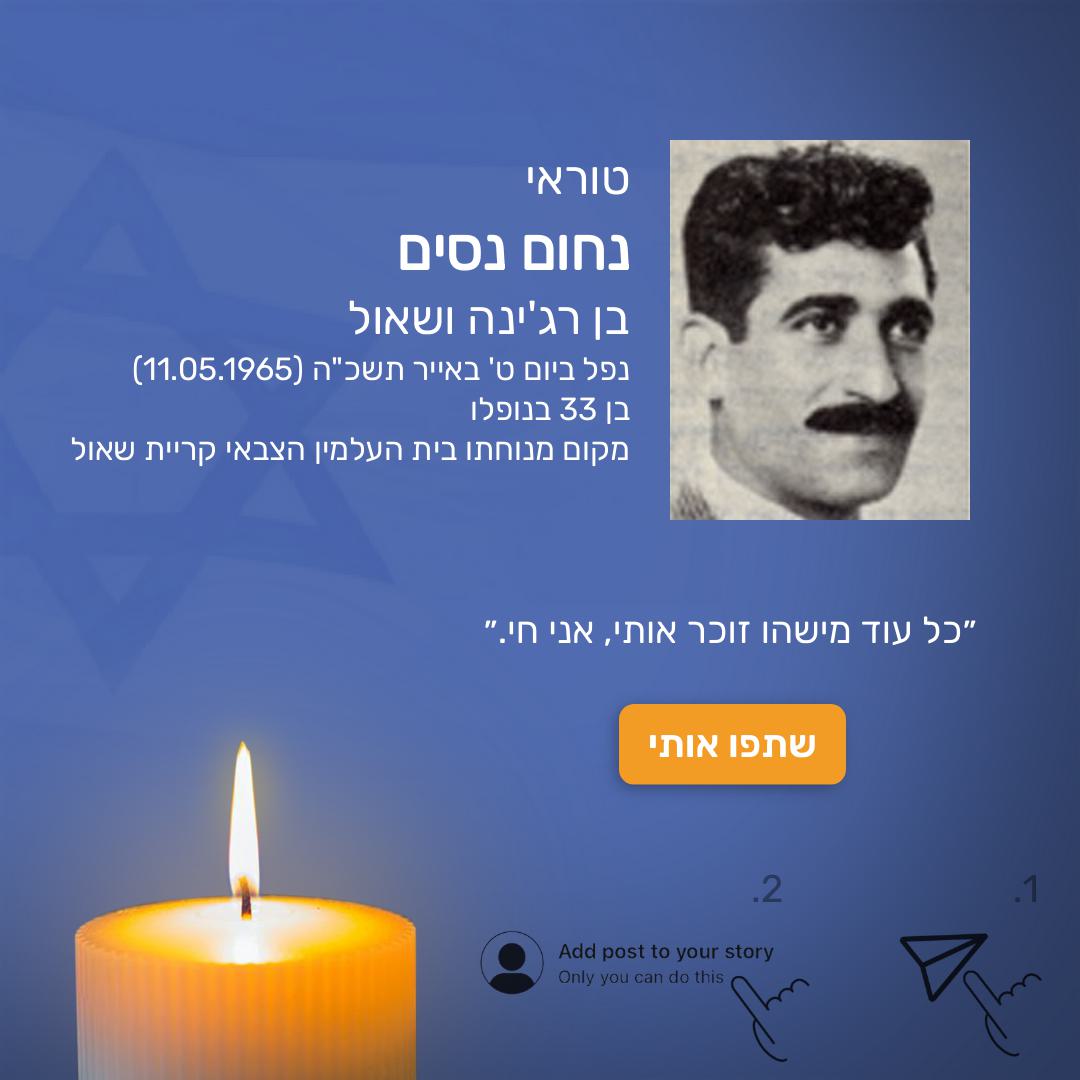 טוראי
נחום נסים
בן רג'ינה ושאול
נפל ביום ט' באייר תשכ"ה (11.05.1965)
בן 33 בנופלו
מקום מנוחתו בית העלמין הצבאי קריית שאול
״כל עוד מישהו זוכר אותי, אני חי.״
שתפו אותי
.1
.2
Add post to your story
Only you can do this